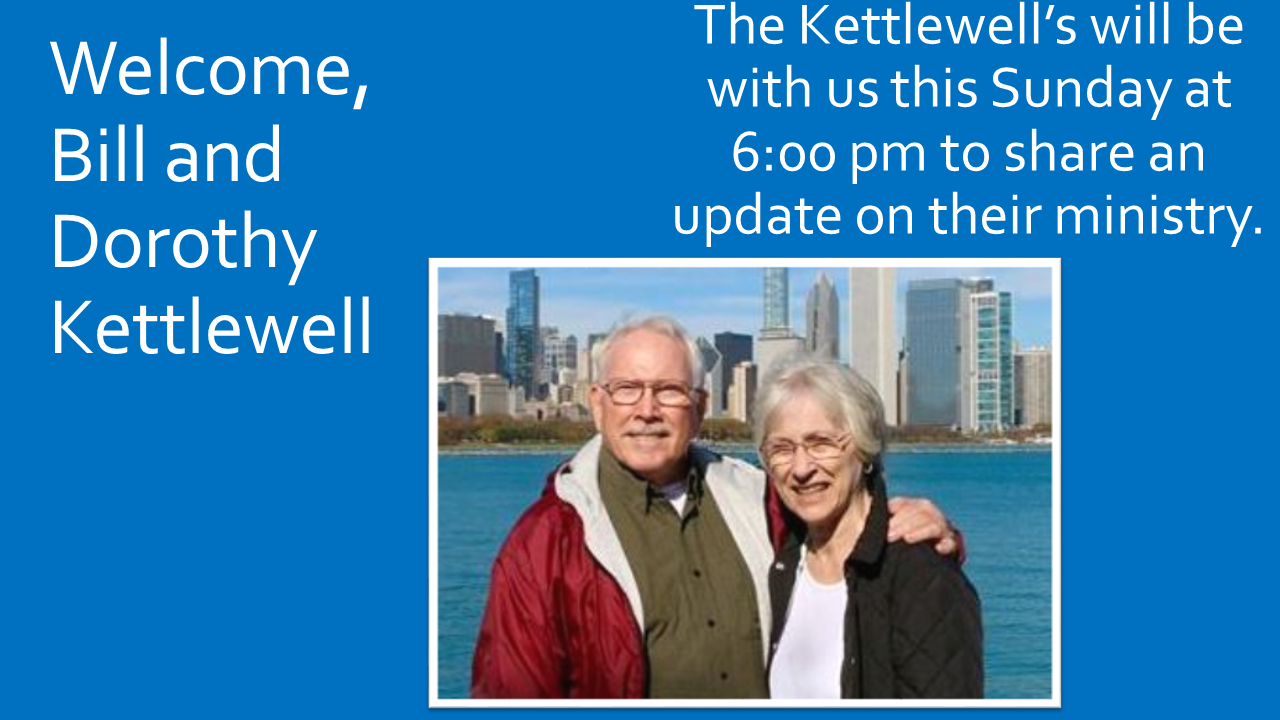 Welcome,
Bill and
Dorothy
Kettlewell
The Kettlewell’s will be
with us this Sunday at
6:00 pm to share an
update on their ministry.